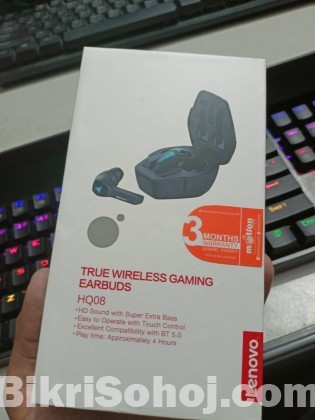 3
MONTHS
WARRANTY
motion
TRUE WIRELESS GAMING
EARBUDS
HQ08
•HD Sound with Super Extra Bass
•Easy to Operate with Touch Control
•Excellent Compatibility with BT 5.0
•Play time: Approximately 4 Hours
lenovo
BikriSohoj.com